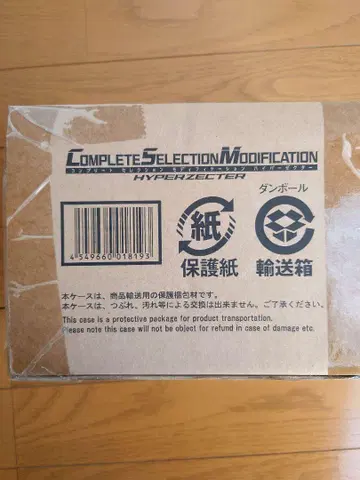 COMPLETE SELECTION MODIFICATION
コンプリート セレクション モディフィケーション ハイパーゼクター
HYPERZECTER
ダンボール
紙
保護紙
輸送箱
4 549660 018193
本ケースは、商品輸送用の保護梱包材です。
本ケースは、つぶれ、汚れ等による交換は出来ません。ご了承ください。
This case is a protective package for product transportation.
Please note this case will not be object for refund in case of damage etc.